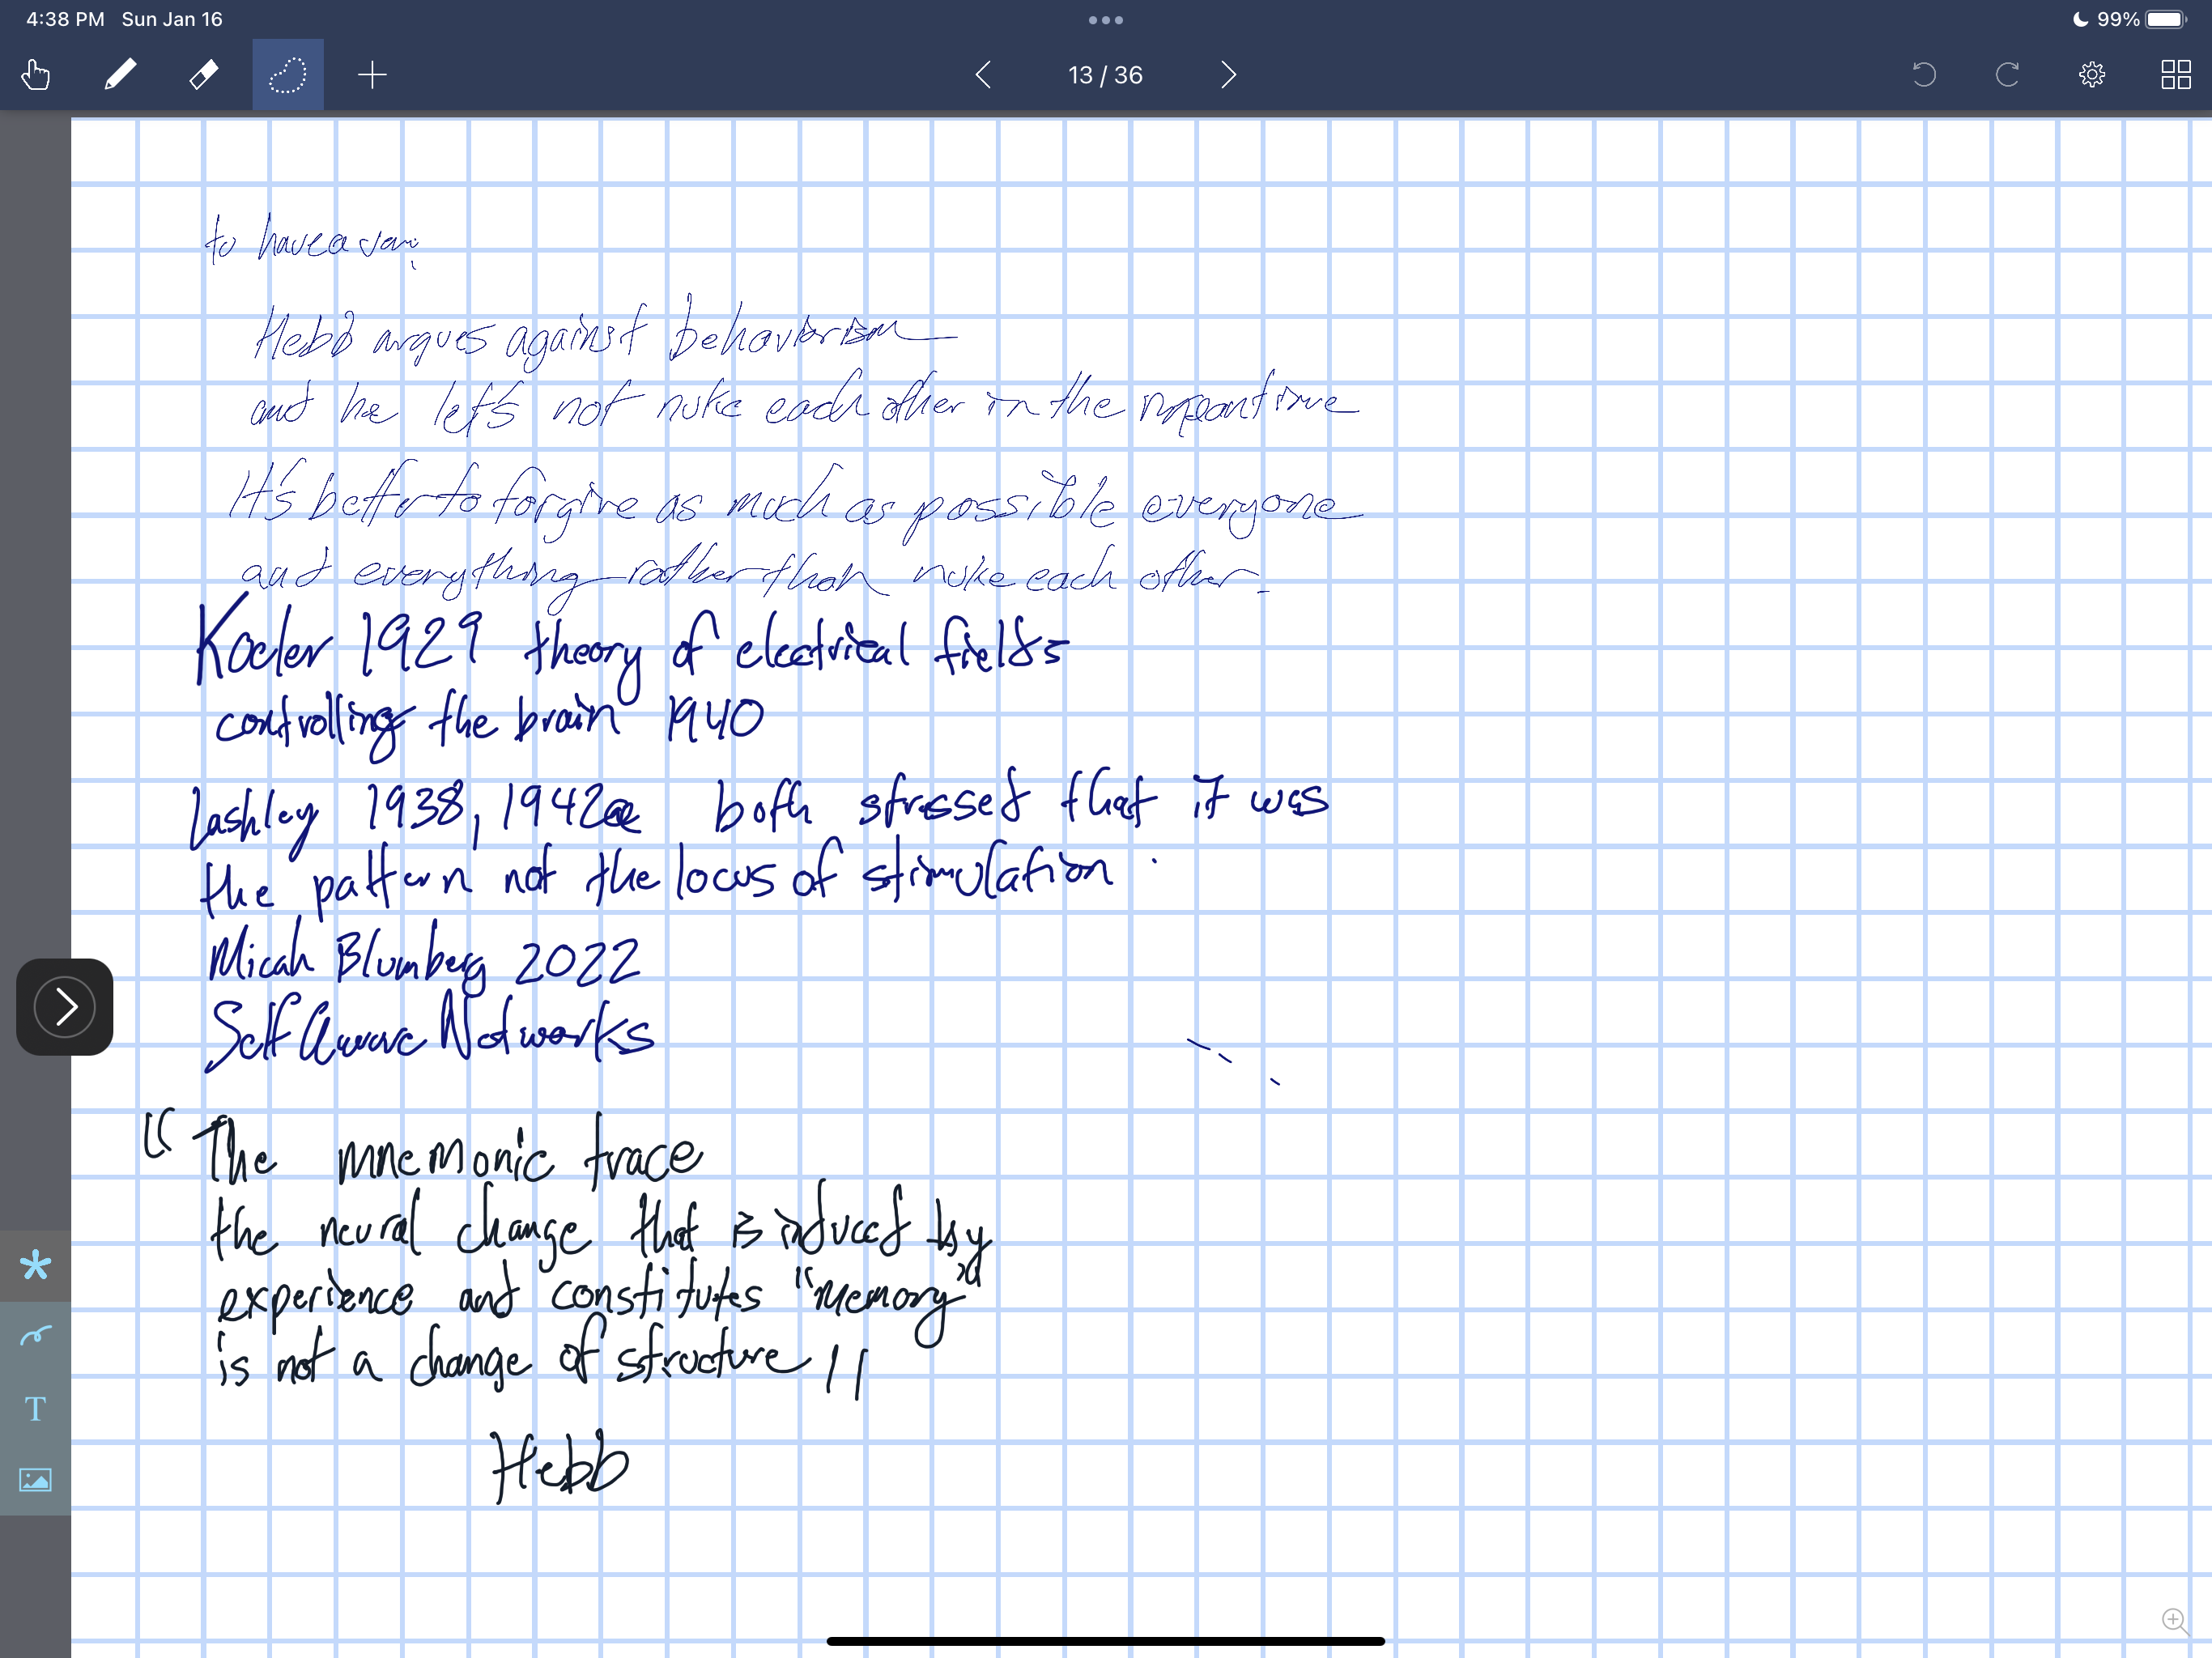 4:38 PM Sun Jan 16
99%
13 / 36
to have a
Hebb argues against behaviorism
and he let's not nuke each other in the meantime
It's better to forgive as much as possible everyone
and everything rather than nuke each other.
Koeler 1929 theory of electrical fields
controlling the brain 1940
Lashley 1938, 1942a both stressed that it was
the pattern not the locus of stimulation.
Micah Blumberg 2022
Self Aware Networks
"The mnemonic trace
the neural change that is induced by
experience and constitutes "memory"
is not a change of structure"
Hebb
T